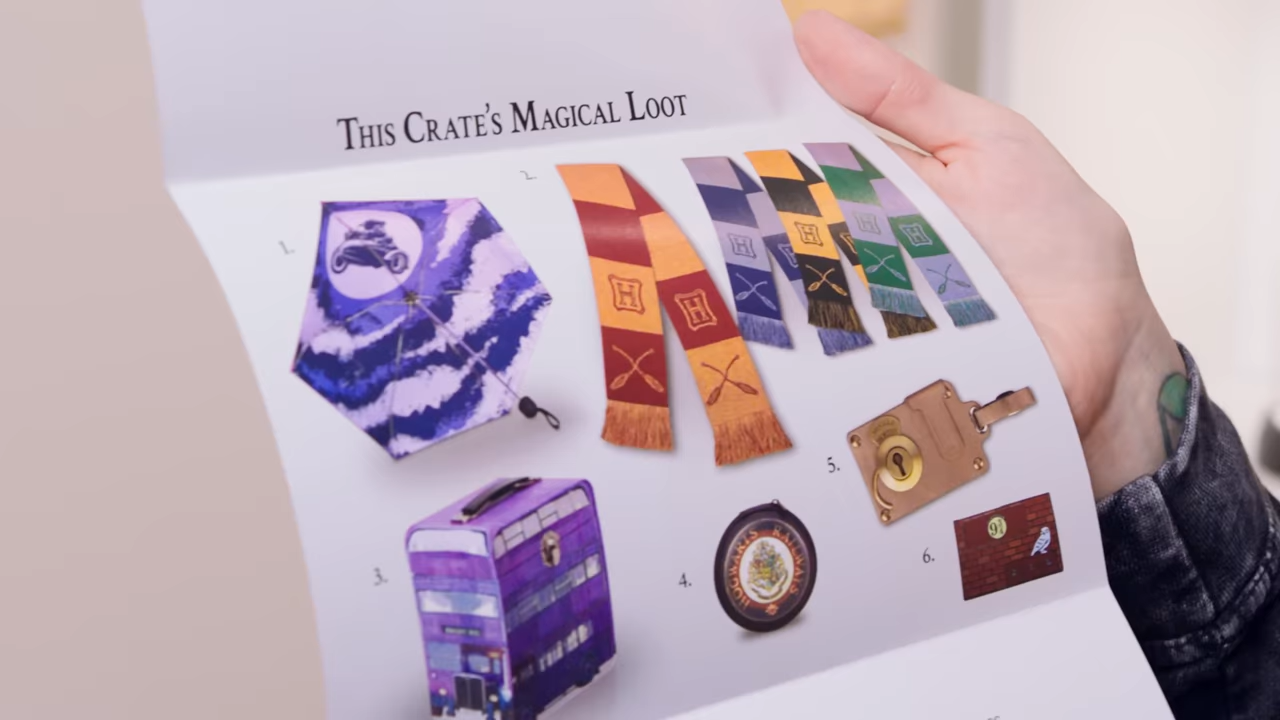 THIS CRATE'S MAGICAL LOOT
1.
2.
H
H
H
H
H
H
3.
4.
HOGWARTS RAILWAYS
5.
6.
9¾